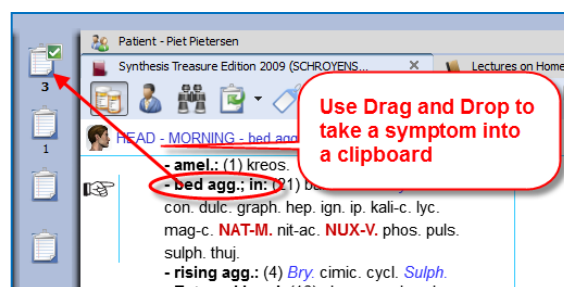 Patient - Piet Pietersen
Synthesis Treasure Edition 2009 (SCHROYENS...
Lectures on Home
3
1
Use Drag and Drop to
take a symptom into
a clipboard
HEAD - MORNING - bed agg
- amel.: (1) kreos.
- bed agg.; in: (21)
con. dulc. graph. hep. ign. ip. kali-c. lyc.
mag-c. NAT-M. nit-ac. NUX-V. phos. puls.
sulph. thuj.
- rising agg.: (4) Bry. cimic. cycl. Sulph.